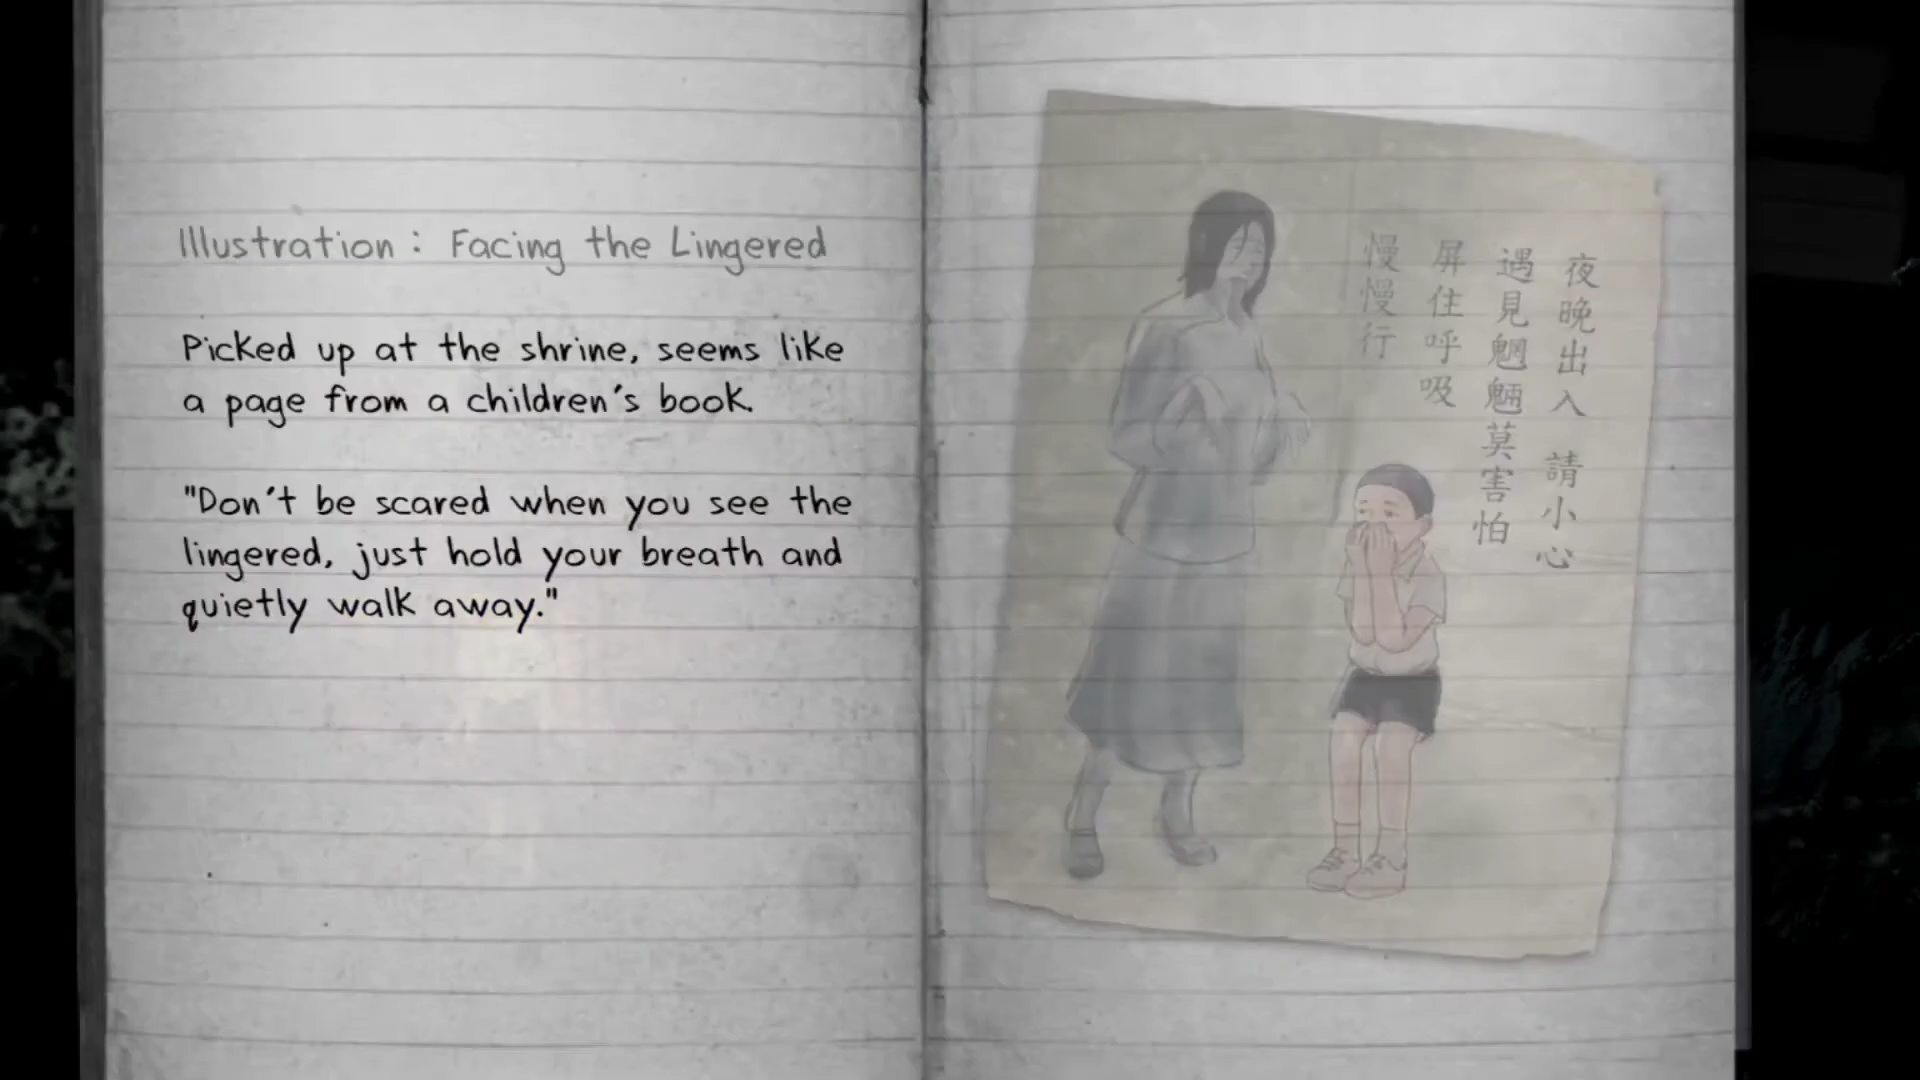 Illustration : Facing the Lingered
Picked up at the shrine, seems like
a page from a children's book.
"Don't be scared when you see the
lingered, just hold your breath and
quietly walk away."
夜晚出入 請小心
遇見魍魎莫害怕
屏住呼吸
慢慢行